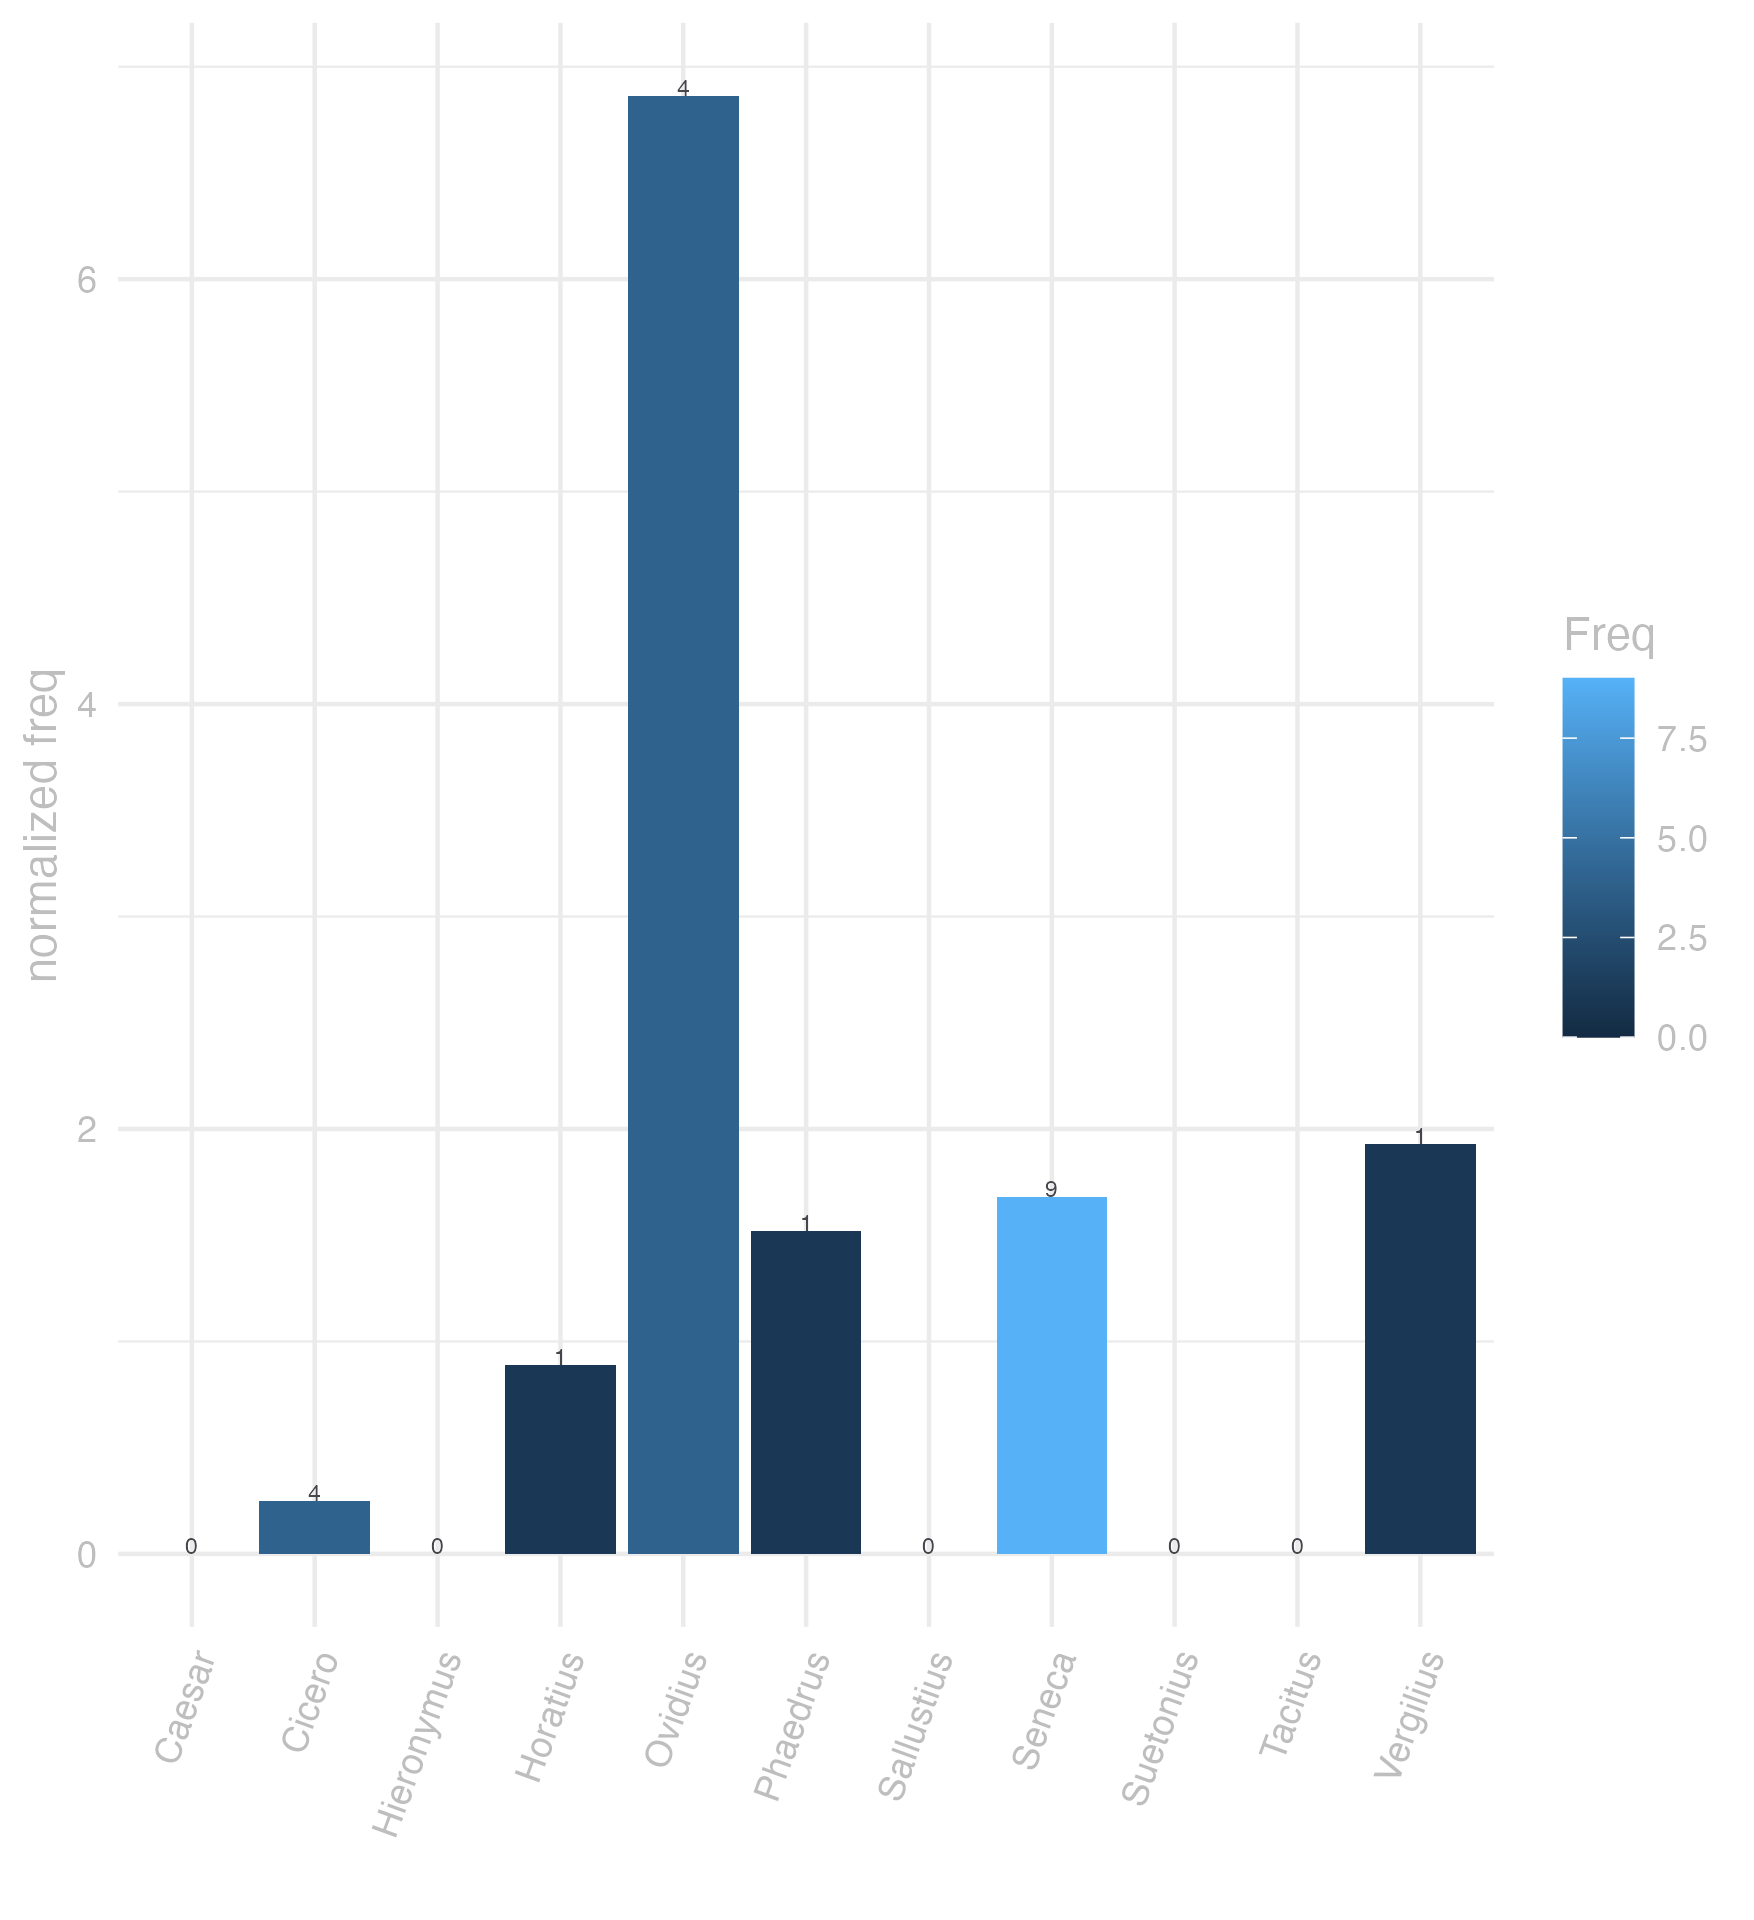 4
6
Freq
normalized freq
4
7.5
5.0
2.5
0.0
2
1
9
1
1
4
0
0
0
0
0
0
Caesar
Cicero
Hieronymus
Horatius
Ovidius
Phaedrus
Sallustius
Seneca
Suetonius
Tacitus
Vergilius